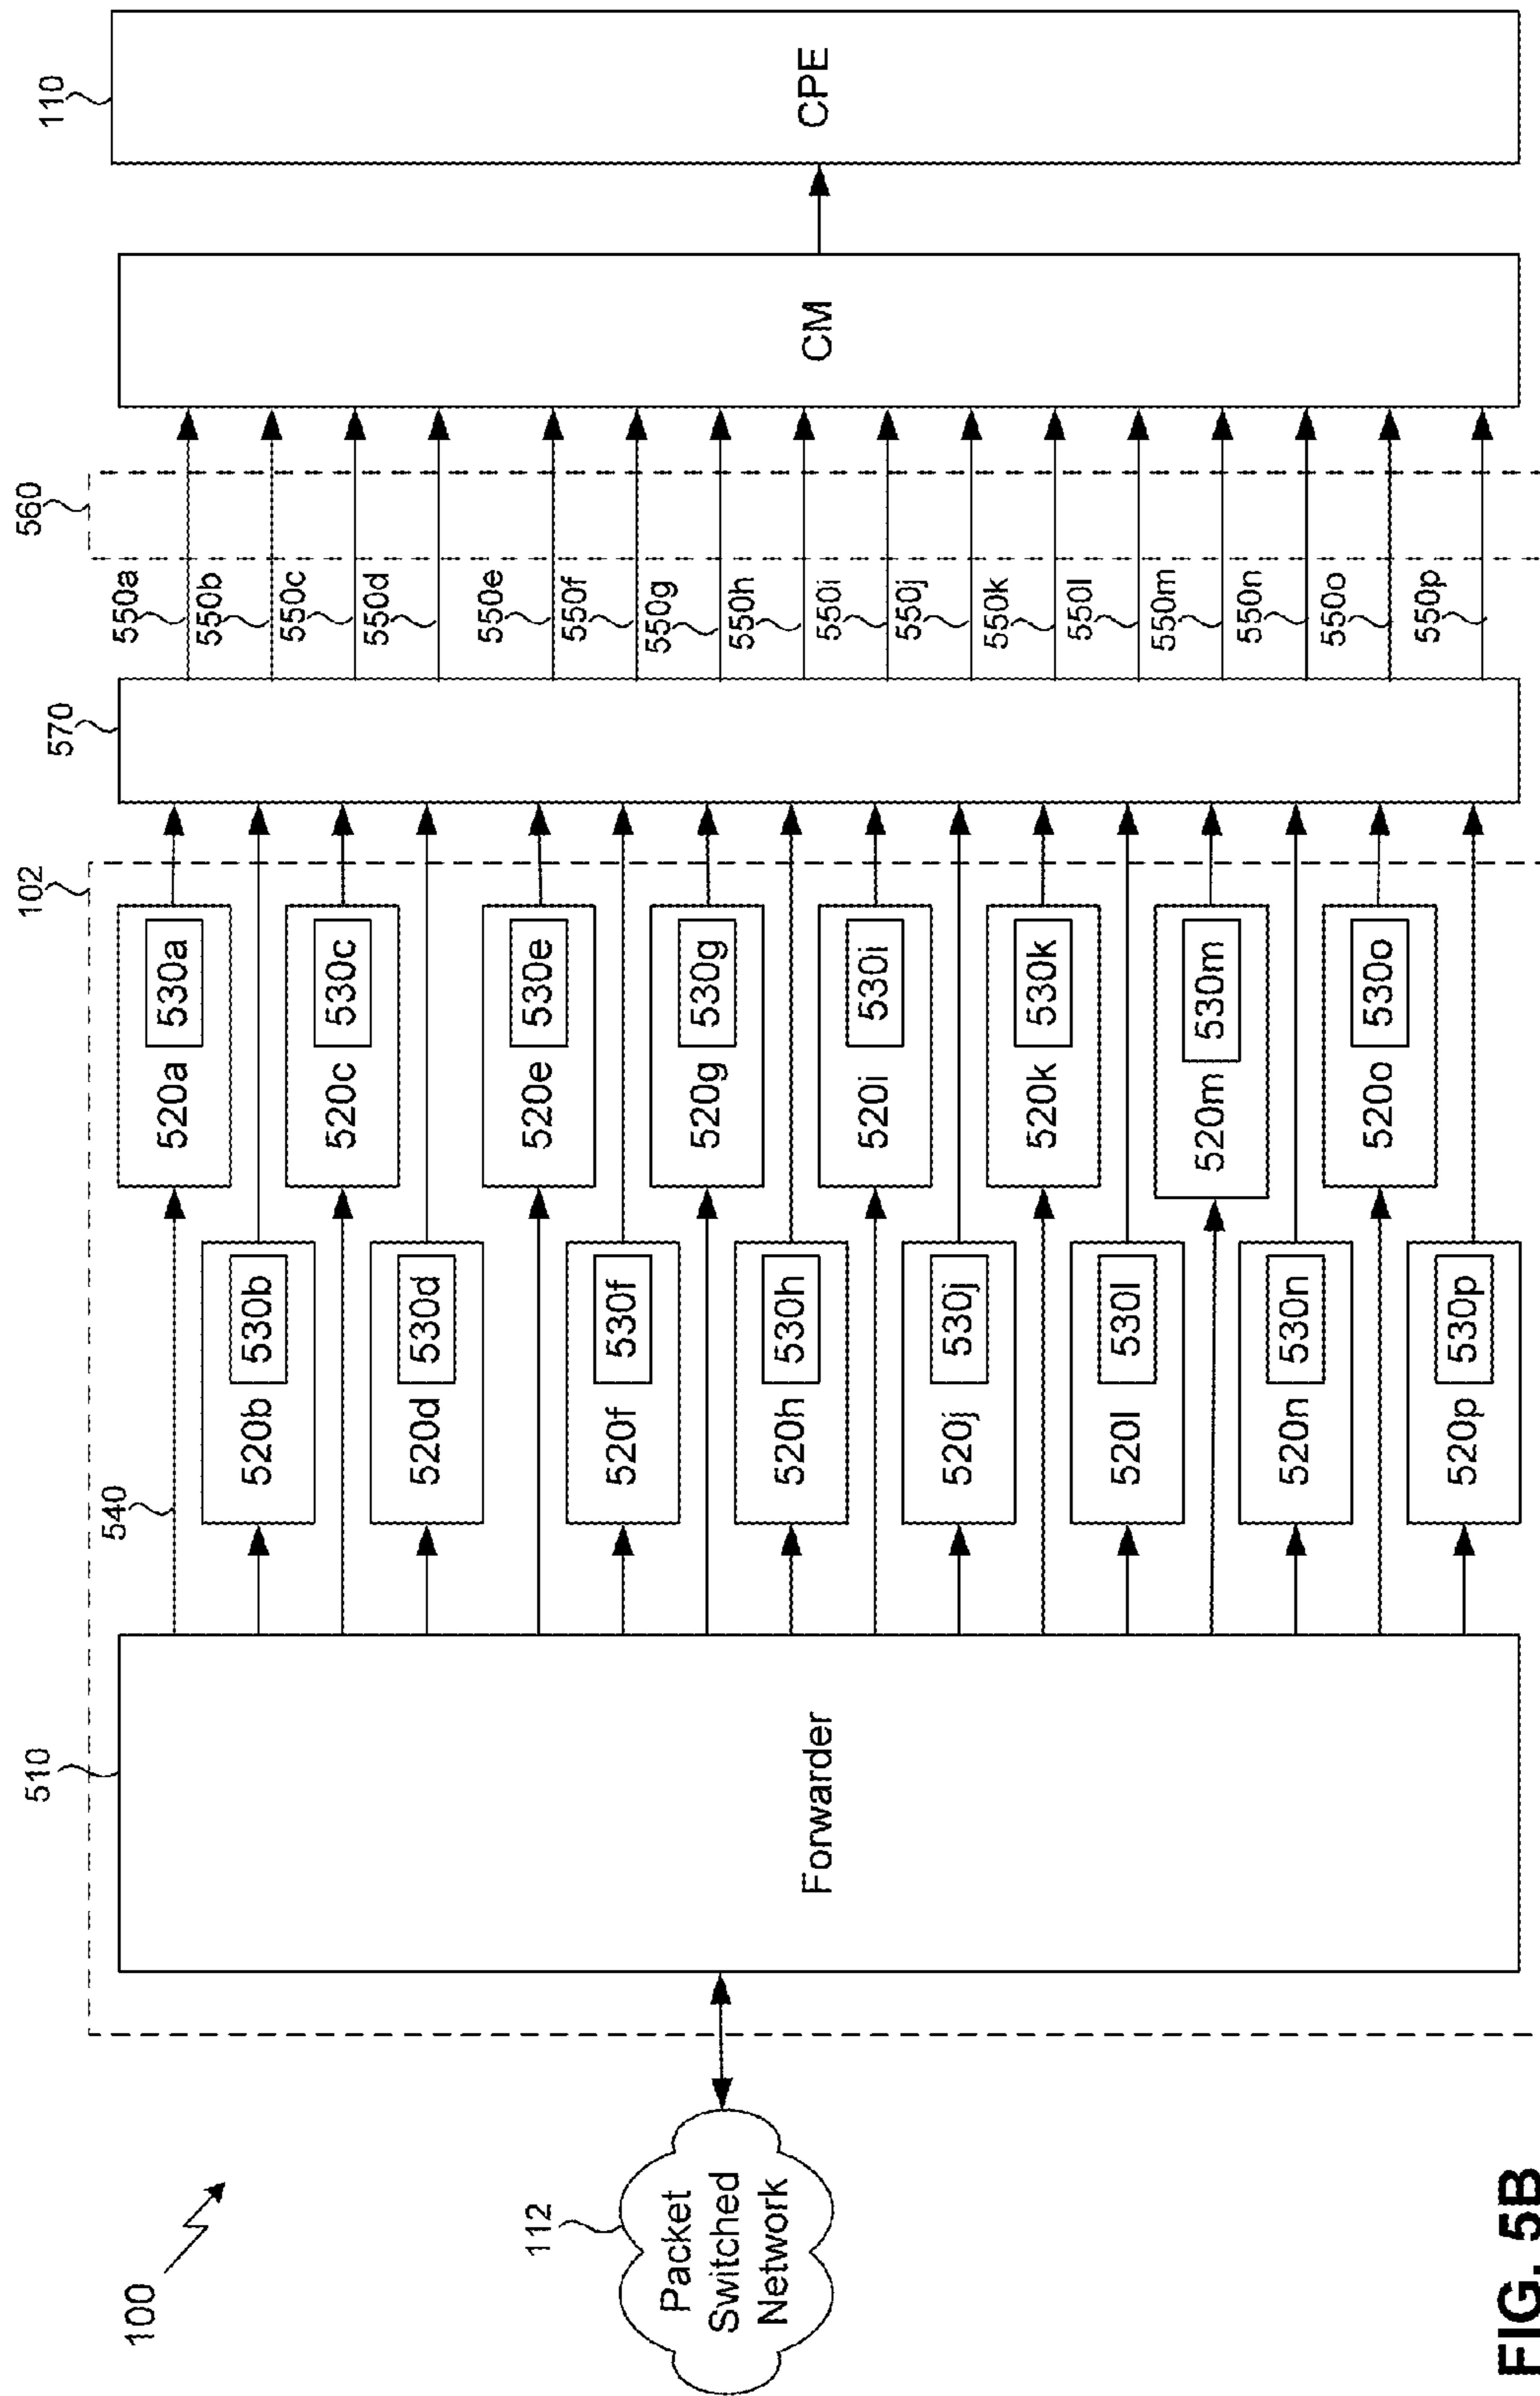 100
112
Packet
Switched
Network
510
Forwarder
102
540
520a 530a
520b 530b
520c 530c
520d 530d
520e 530e
520f 530f
520g 530g
520h 530h
520i 530i
520j 530j
520k 530k
520l 530l
520m 530m
520n 530n
520o 530o
520p 530p
570
550a
550b
550c
550d
550e
550f
550g
550h
550i
550j
550k
550l
550m
550n
550o
550p
560
CM
110
CPE
FIG. 5B